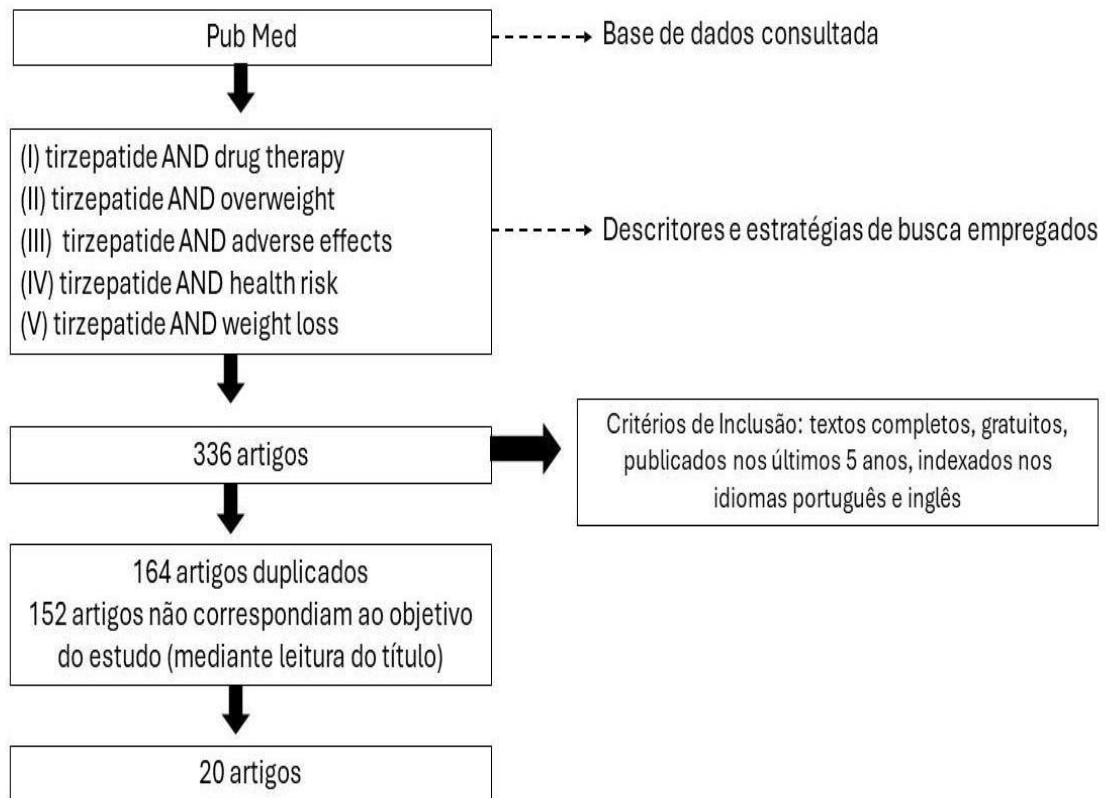 Pub Med
Base de dados consultada
(I) tirzepatide AND drug therapy
(II) tirzepatide AND overweight
(III) tirzepatide AND adverse effects
(IV) tirzepatide AND health risk
(V) tirzepatide AND weight loss
Descritores e estratégias de busca empregados
336 artigos
Critérios de Inclusão: textos completos, gratuitos,
publicados nos últimos 5 anos, indexados nos
idiomas português e inglês
164 artigos duplicados
152 artigos não correspondiam ao objetivo
do estudo (mediante leitura do título)
20 artigos